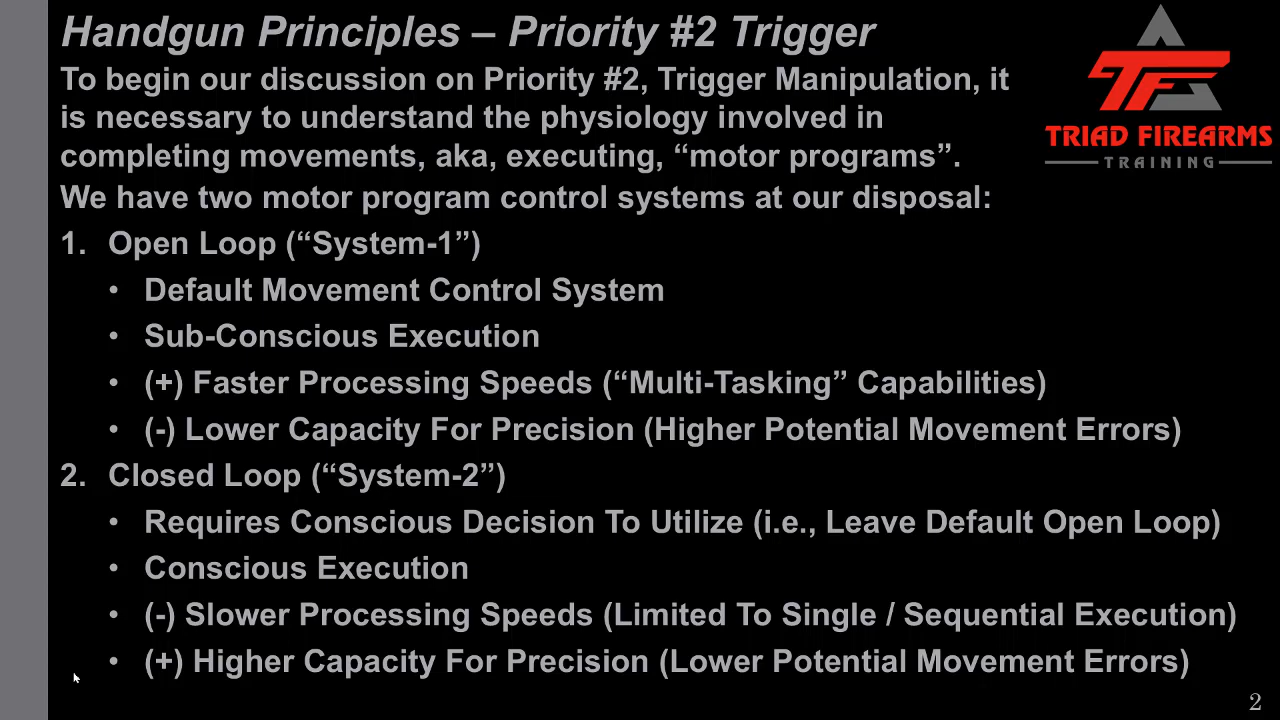 Handgun Principles – Priority #2 Trigger
To begin our discussion on Priority #2, Trigger Manipulation, it
is necessary to understand the physiology involved in
completing movements, aka, executing, “motor programs”.
We have two motor program control systems at our disposal:
1. Open Loop (“System-1”)
• Default Movement Control System
• Sub-Conscious Execution
• (+) Faster Processing Speeds (“Multi-Tasking” Capabilities)
• (-) Lower Capacity For Precision (Higher Potential Movement Errors)
2. Closed Loop (“System-2”)
• Requires Conscious Decision To Utilize (i.e., Leave Default Open Loop)
• Conscious Execution
• (-) Slower Processing Speeds (Limited To Single / Sequential Execution)
• (+) Higher Capacity For Precision (Lower Potential Movement Errors)
TF
TRIAD FIREARMS
TRAINING
2